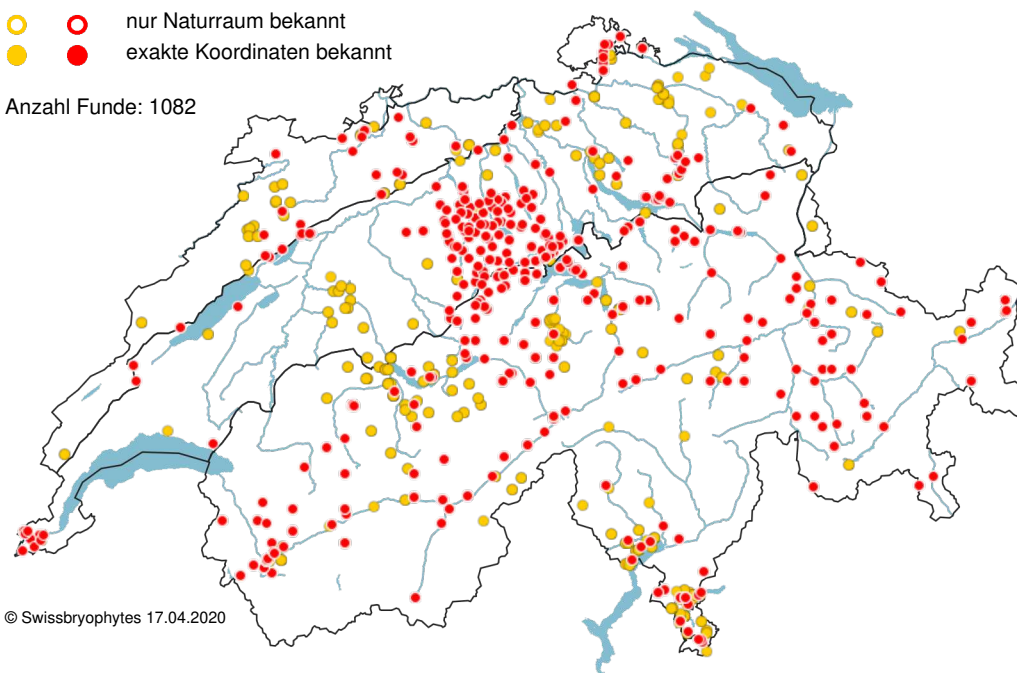 nur Naturraum bekannt
exakte Koordinaten bekannt
Anzahl Funde: 1082
© Swissbryophytes 17.04.2020